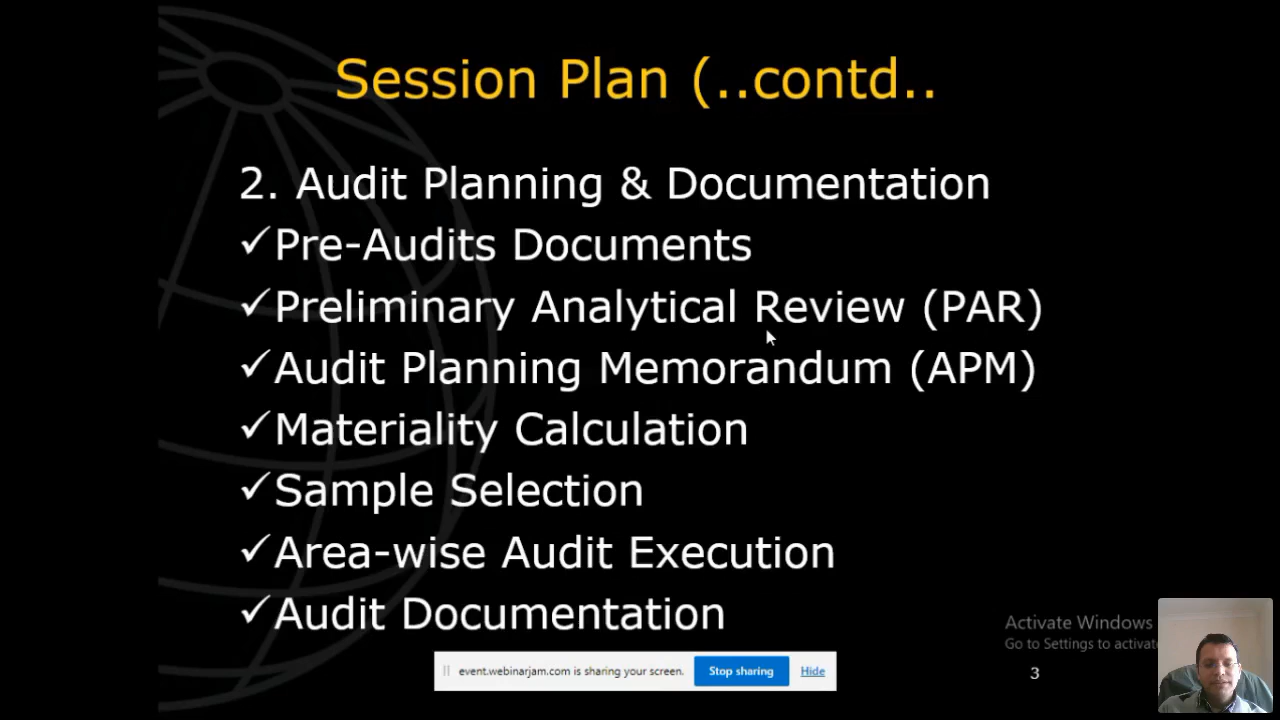 Session Plan (..contd..
2. Audit Planning & Documentation
✓Pre-Audits Documents
✓Preliminary Analytical Review (PAR)
✓Audit Planning Memorandum (APM)
✓Materiality Calculation
✓Sample Selection
✓Area-wise Audit Execution
✓Audit Documentation
Activate Windows
Go to Settings to activat
event.webinarjam.com is sharing your screen. Stop sharing Hide
3